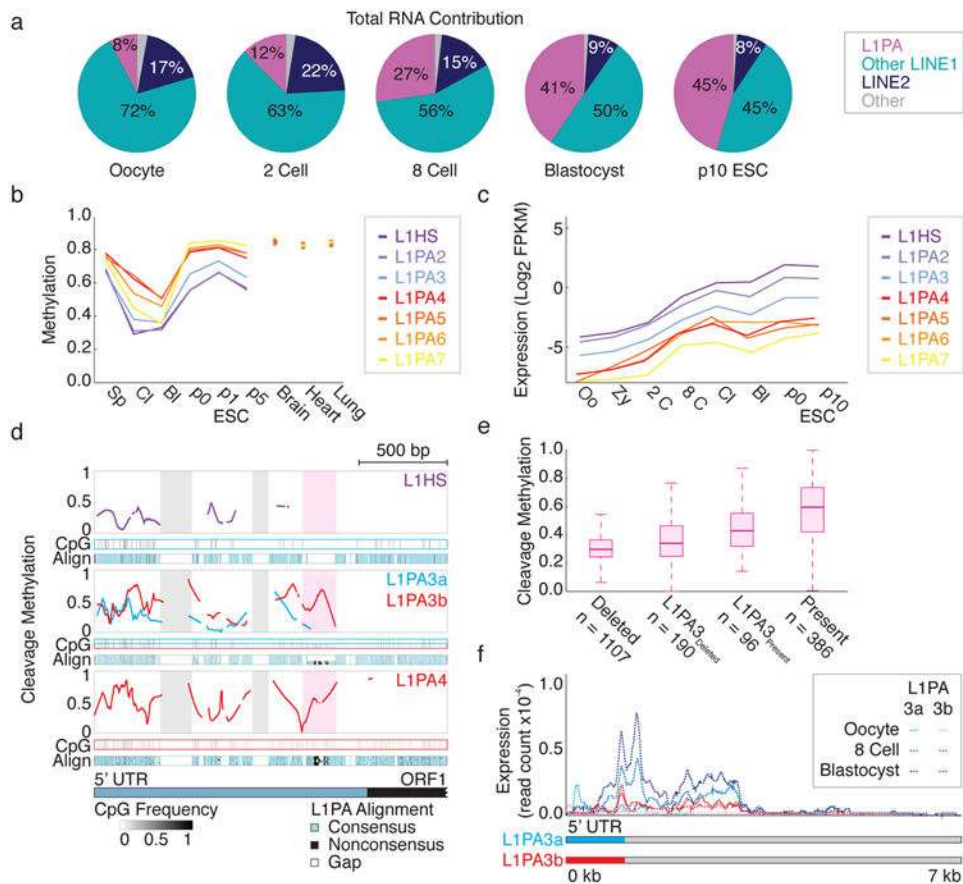 a
Total RNA Contribution
8%
17%
72%
Oocyte
12%
22%
63%
2 Cell
27%
15%
56%
8 Cell
9%
41%
50%
Blastocyst
8%
45%
45%
p10 ESC
L1PA
Other LINE1
LINE2
Other
b
Methylation
1.0
0.8
0.6
0.4
0.2
0.0
Sp
Cl
Bl
p0
p1
p5
ESC
Brain
Heart
Lung
L1HS
L1PA2
L1PA3
L1PA4
L1PA5
L1PA6
L1PA7
c
Expression (Log2 FPKM)
5
0
-5
Oo
Zy
2 C
8 C
Cl
Bl
p0
p10
ESC
L1HS
L1PA2
L1PA3
L1PA4
L1PA5
L1PA6
L1PA7
d
500 bp
Cleavage Methylation
1
0.5
0
L1HS
CpG
Align
1
0.5
0
L1PA3a
L1PA3b
CpG
Align
1
0.5
0
L1PA4
CpG
Align
5' UTR
ORF1
CpG Frequency
0 0.5 1
L1PA Alignment
Consensus
Nonconsensus
Gap
e
Cleavage Methylation
1.0
0.8
0.6
0.4
0.2
0.0
Deleted
n = 1107
L1PA3Deleted
n = 190
L1PA3Present
n = 96
Present
n = 386
f
Expression
(read count x10-4)
1.0
0.5
0.0
L1PA
3a 3b
Oocyte
8 Cell
Blastocyst
5' UTR
L1PA3a
L1PA3b
0 kb
7 kb